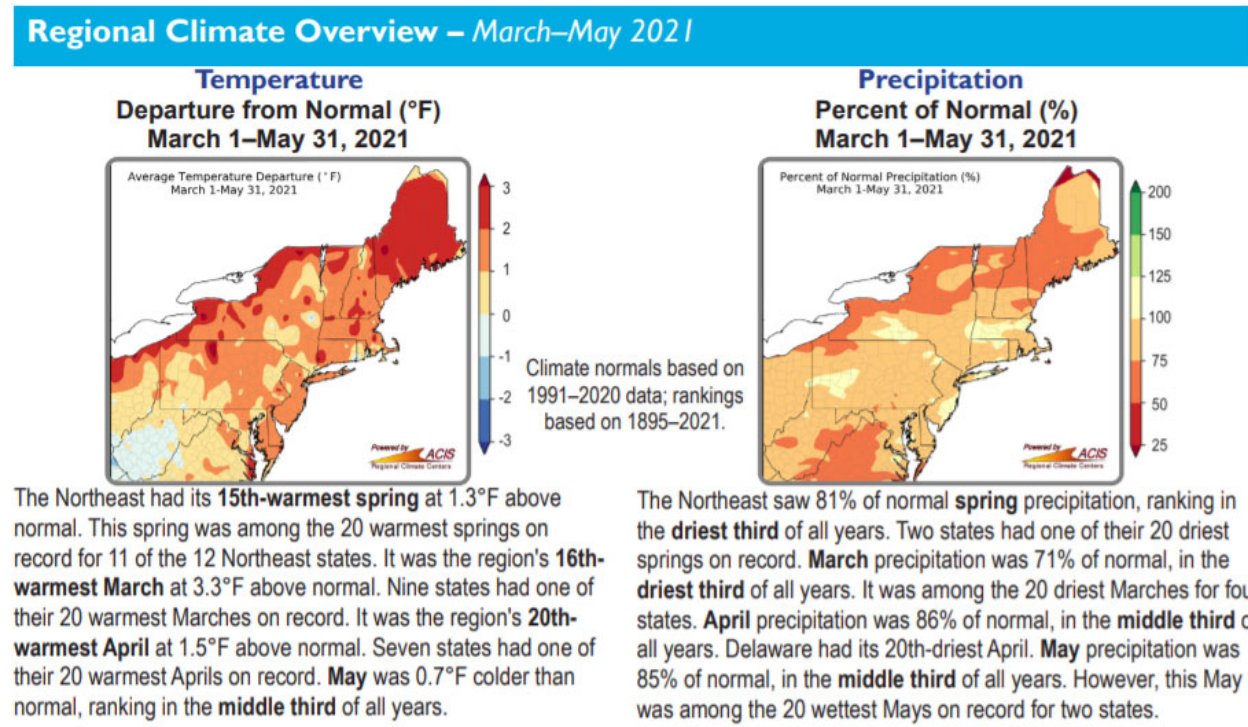 Regional Climate Overview – March–May 2021
Temperature
Departure from Normal (°F)
March 1–May 31, 2021
Average Temperature Departure (°F)
March 1-May 31, 2021
3
2
1
0
-1
-2
-3
Powered by
ACIS
Regional Climate Centers
Climate normals based on
1991–2020 data; rankings
based on 1895–2021.
Precipitation
Percent of Normal (%)
March 1–May 31, 2021
Percent of Normal Precipitation (%)
March 1-May 31, 2021
200
150
125
100
75
50
25
Powered by
ACIS
Regional Climate Centers
The Northeast had its 15th-warmest spring at 1.3°F above
normal. This spring was among the 20 warmest springs on
record for 11 of the 12 Northeast states. It was the region's 16th-
warmest March at 3.3°F above normal. Nine states had one of
their 20 warmest Marches on record. It was the region's 20th-
warmest April at 1.5°F above normal. Seven states had one of
their 20 warmest Aprils on record. May was 0.7°F colder than
normal, ranking in the middle third of all years.
The Northeast saw 81% of normal spring precipitation, ranking in
the driest third of all years. Two states had one of their 20 driest
springs on record. March precipitation was 71% of normal, in the
driest third of all years. It was among the 20 driest Marches for fou
states. April precipitation was 86% of normal, in the middle third o
all years. Delaware had its 20th-driest April. May precipitation was
85% of normal, in the middle third of all years. However, this May
was among the 20 wettest Mays on record for two states.